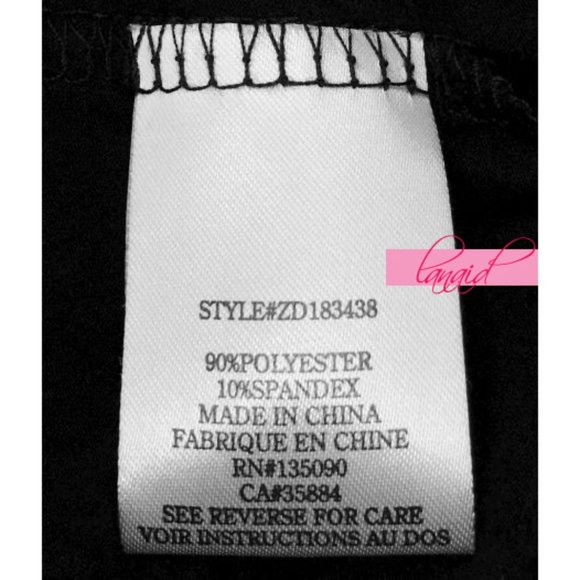 STYLE#ZD183438
90%POLYESTER
10%SPANDEX
MADE IN CHINA
FABRIQUE EN CHINE
RN#135090
CA#35884
SEE REVERSE FOR CARE
VOIR INSTRUCTIONS AU DOS
lanaid